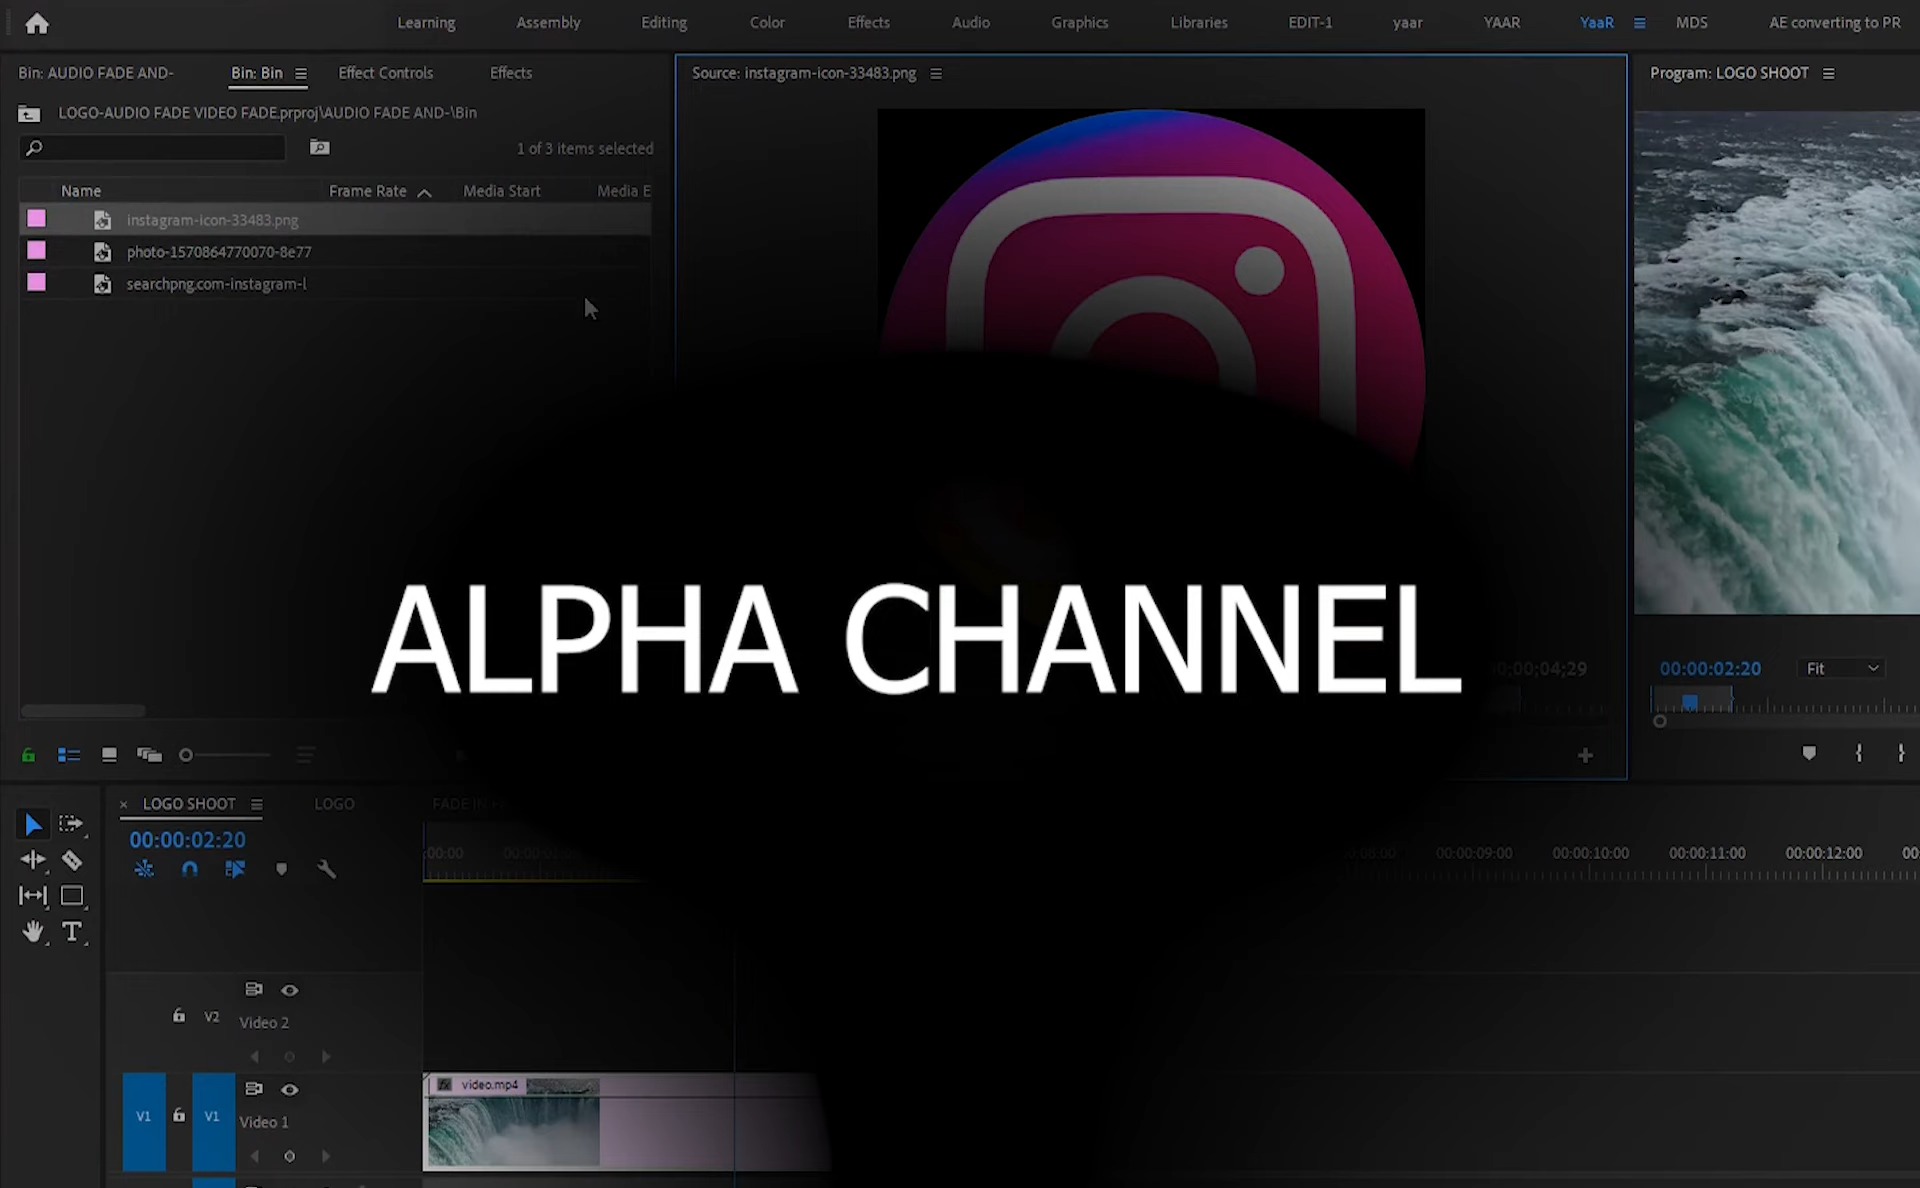 Learning Assembly Editing Color Effects Audio Graphics Libraries EDIT-1 yaar YAAR YaaR MDS AE converting to PR
Bin: AUDIO FADE AND- Bin: Bin Effect Controls Effects
Source: instagram-icon-33483.png
Program: LOGO SHOOT
LOGO-AUDIO FADE VIDEO FADE.prproj\AUDIO FADE AND-\Bin
1 of 3 items selected
Name Frame Rate Media Start Media E
instagram-icon-33483.png
photo-1570864770070-8e77
searchpng.com-instagram-l
ALPHA CHANNEL
00:00:02:20 Fit
LOGO SHOOT LOGO FADE IN
00:00:02:20
:00:00 00:00:09:00 00:00:10:00 00:00:11:00 00:00:12:00 00:
V2 Video 2
video.mp4
V1 V1 Video 1